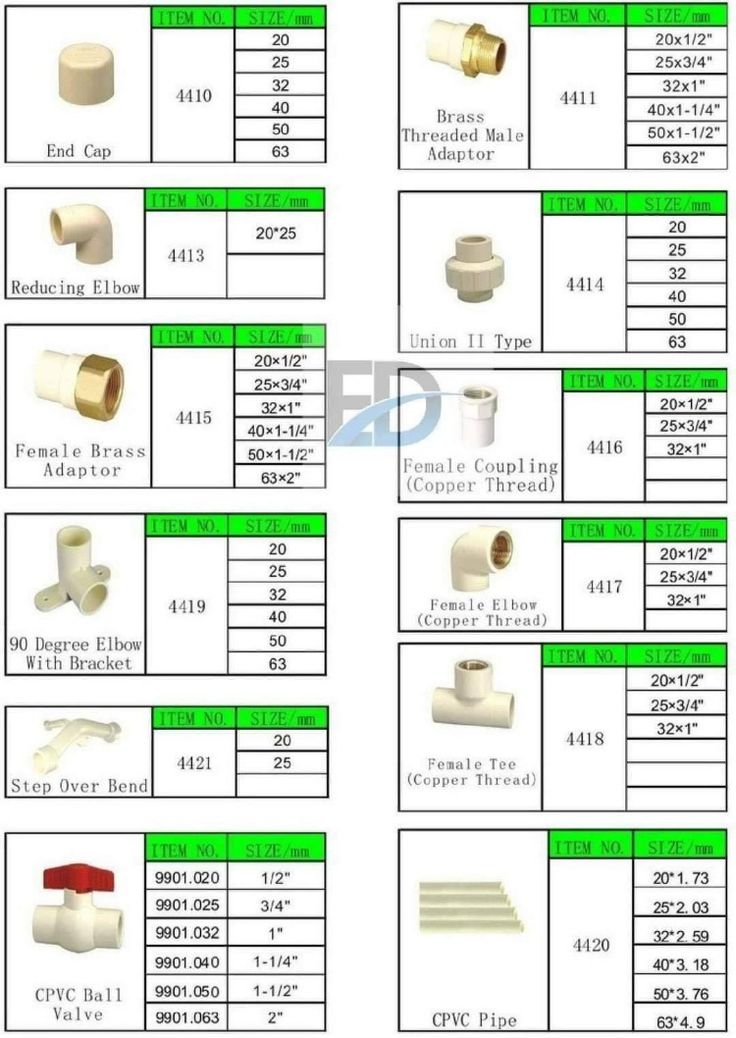 ITEM NO. SIZE/mm
End Cap
4410
20
25
32
40
50
63
ITEM NO. SIZE/mm
Brass
Threaded Male
Adaptor
4411
20x1/2"
25x3/4"
32x1"
40x1-1/4"
50x1-1/2"
63x2"
ITEM NO. SIZE/mm
Reducing Elbow
4413
20*25
ITEM NO. SIZE/mm
Union II Type
4414
20
25
32
40
50
63
ITEM NO. SIZE/mm
Female Brass
Adaptor
4415
20×1/2"
25×3/4"
32×1"
40×1-1/4"
50×1-1/2"
63×2"
ED
ITEM NO. SIZE/mm
Female Coupling
(Copper Thread)
4416
20×1/2"
25×3/4"
32×1"
ITEM NO. SIZE/mm
90 Degree Elbow
With Bracket
4419
20
25
32
40
50
63
ITEM NO. SIZE/mm
Female Elbow
(Copper Thread)
4417
20×1/2"
25×3/4"
32×1"
ITEM NO. SIZE/mm
Female Tee
(Copper Thread)
4418
20×1/2"
25×3/4"
32×1"
ITEM NO. SIZE/mm
Step Over Bend
4421
20
25
ITEM NO. SIZE/mm
CPVC Ball
Valve
9901.020 1/2"
9901.025 3/4"
9901.032 1"
9901.040 1-1/4"
9901.050 1-1/2"
9901.063 2"
ITEM NO. SIZE/mm
CPVC Pipe
4420
20*1.73
25*2.03
32*2.59
40*3.18
50*3.76
63*4.9